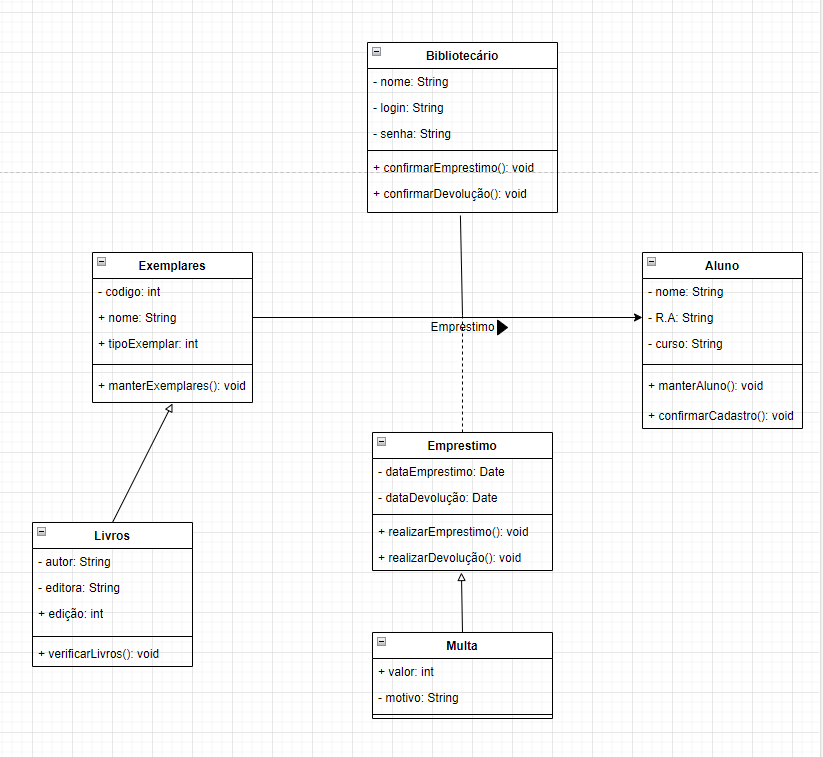 Bibliotecário
- nome: String
- login: String
- senha: String
+ confirmarEmprestimo(): void
+ confirmarDevolução(): void
Exemplares
- codigo: int
+ nome: String
+ tipoExemplar: int
+ manterExemplares(): void
Emprestimo
Aluno
- nome: String
- R.A: String
- curso: String
+ manterAluno(): void
+ confirmarCadastro(): void
Livros
- autor: String
- editora: String
+ edição: int
+ verificarLivros(): void
Emprestimo
- dataEmprestimo: Date
- dataDevolução: Date
+ realizarEmprestimo(): void
+ realizarDevolução(): void
Multa
+ valor: int
- motivo: String